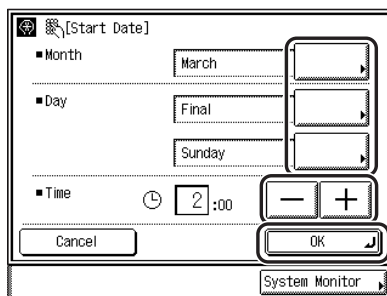 [Start Date]
■Month March
■Day Final
Sunday
■Time 2 :00
− +
Cancel OK
System Monitor